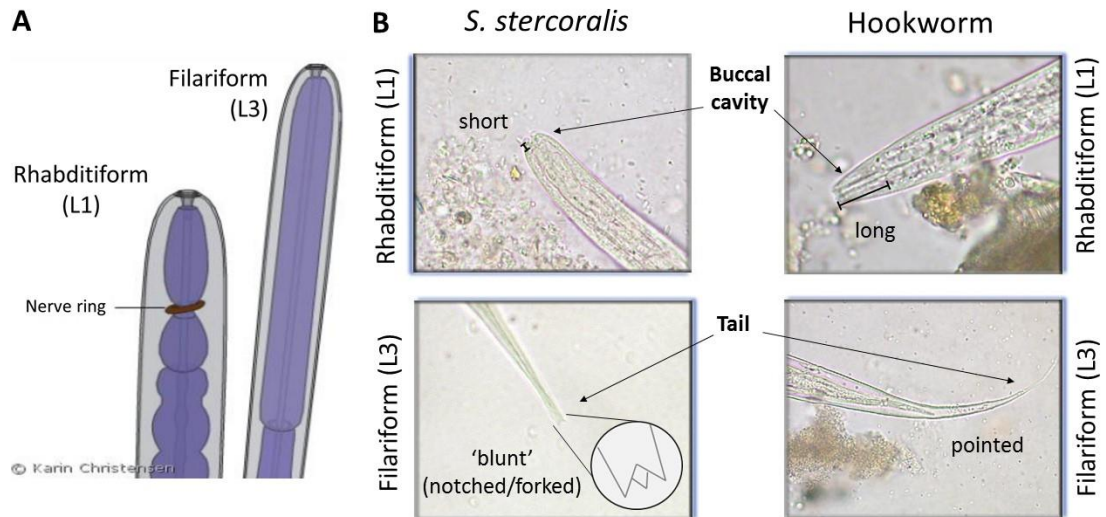 A
Filariform
(L3)
Rhabditiform
(L1)
Nerve ring
© Karin Christensen
B
S. stercoralis
Hookworm
Rhabditiform (L1)
short
Buccal
cavity
long
Rhabditiform (L1)
Filariform (L3)
'blunt'
(notched/forked)
Tail
pointed
Filariform (L3)